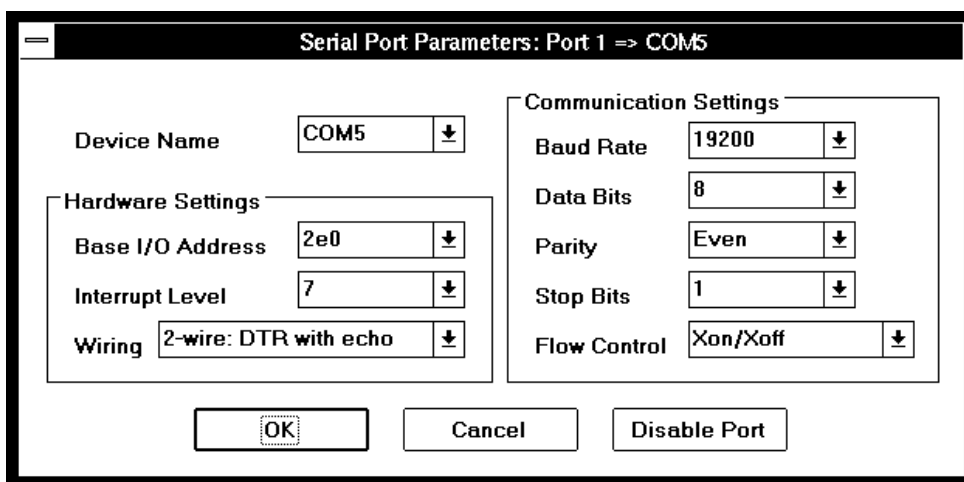 Serial Port Parameters: Port 1 => COM5
Device Name COM5
Hardware Settings
Base I/O Address 2e0
Interrupt Level 7
Wiring 2-wire: DTR with echo
Communication Settings
Baud Rate 19200
Data Bits 8
Parity Even
Stop Bits 1
Flow Control Xon/Xoff
OK Cancel Disable Port